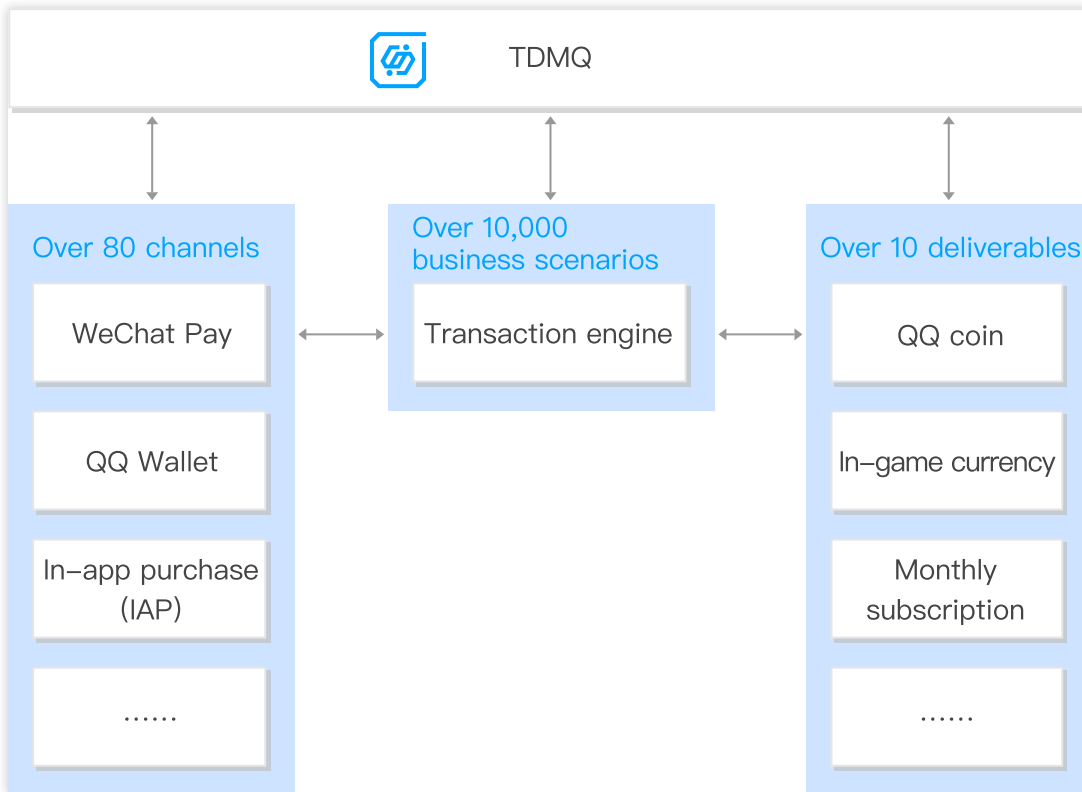 TDMQ
Over 80 channels
WeChat Pay
QQ Wallet
In-app purchase
(IAP)
......
Over 10,000
business scenarios
Transaction engine
Over 10 deliverables
QQ coin
In-game currency
Monthly
subscription
......